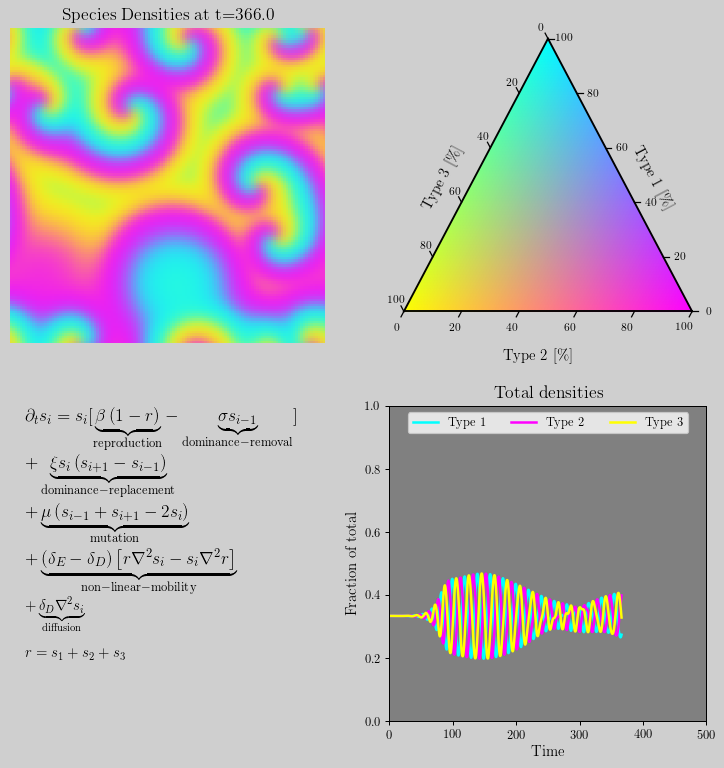 Species Densities at t=366.0
0
100
20
80
40
60
Type 3 [%]
Type 1 [%]
60
40
80
20
100
0
0
20
40
60
80
100
Type 2 [%]
∂ₜsᵢ = sᵢ[β (1 − r) − σsᵢ₋₁ ]
reproduction dominance−removal
+ ξsᵢ (sᵢ₊₁ − sᵢ₋₁)
dominance−replacement
+ μ (sᵢ₋₁ + sᵢ₊₁ − 2sᵢ)
mutation
+ (δ_E − δ_D) [r∇²sᵢ − sᵢ∇²r]
non−linear−mobility
+ δ_D∇²sᵢ
diffusion
r = s₁ + s₂ + s₃
Total densities
Type 1 Type 2 Type 3
1.0
0.8
0.6
0.4
0.2
0.0
Fraction of total
0 100 200 300 400 500
Time